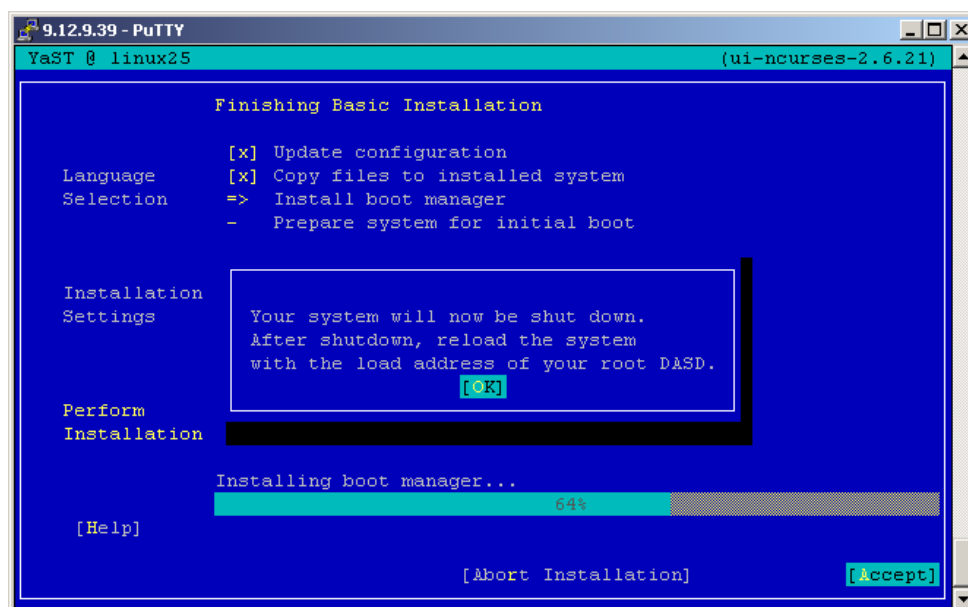 9.12.9.39 - PuTTY
YaST @ linux25 (ui-ncurses-2.6.21)
Finishing Basic Installation
[x] Update configuration
Language [x] Copy files to installed system
Selection => Install boot manager
- Prepare system for initial boot
Installation
Settings Your system will now be shut down.
After shutdown, reload the system
with the load address of your root DASD.
[OK]
Perform
Installation
Installing boot manager...
64%
[Help]
[Abort Installation] [Accept]